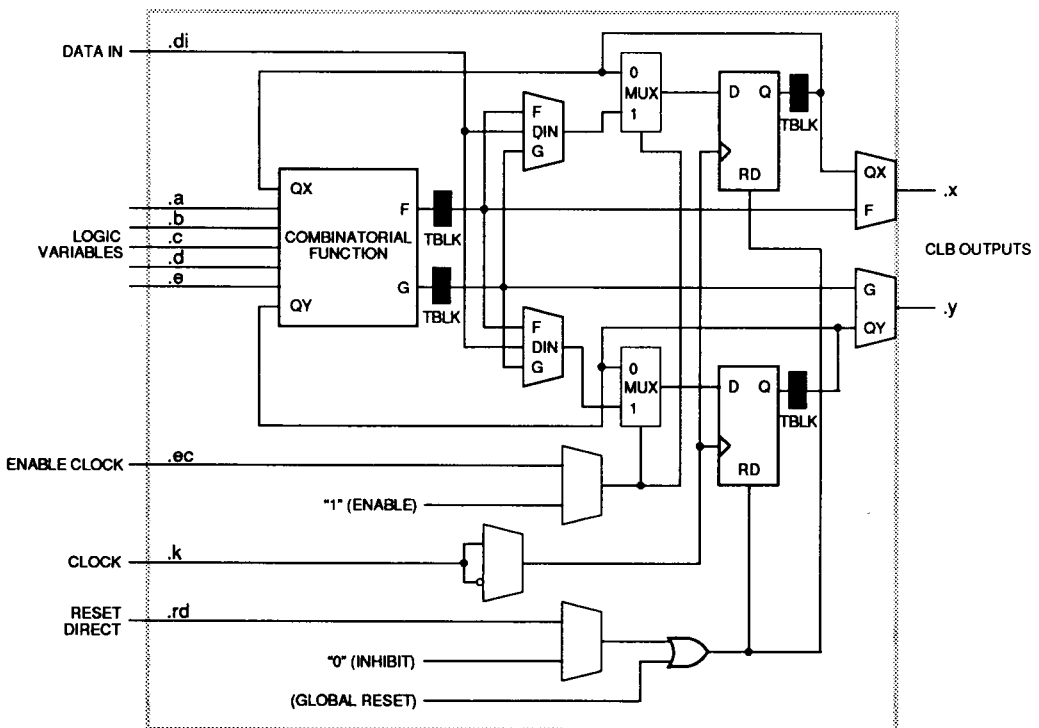 DATA IN
.di
0
MUX
1
D Q
TBLK
RD
F
DIN
G
QX
F
.x
QX
.a
.b
LOGIC
VARIABLES
.c
.d
.e
COMBINATORIAL
FUNCTION
F
TBLK
G
TBLK
QY
CLB OUTPUTS
G
QY
.y
F
DIN
G
0
MUX
1
D Q
TBLK
RD
ENABLE CLOCK
.ec
"1" (ENABLE)
CLOCK
.k
RESET
DIRECT
.rd
"0" (INHIBIT)
(GLOBAL RESET)